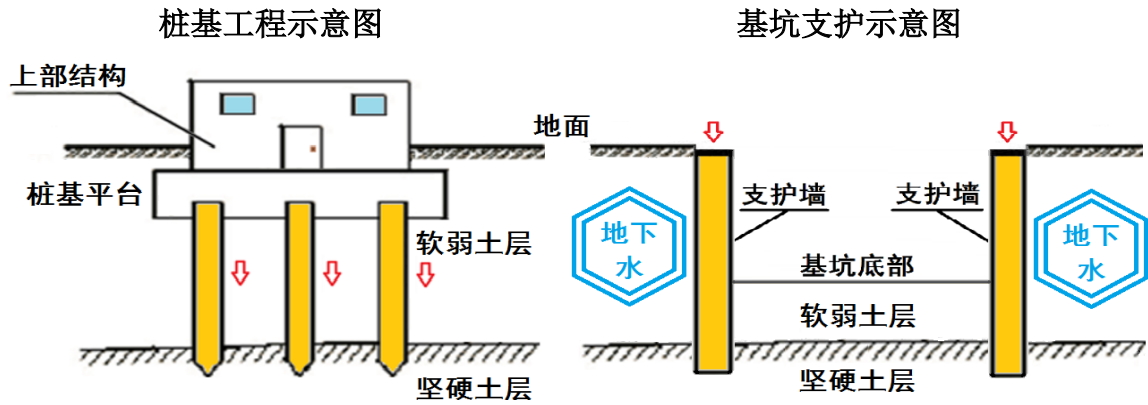 桩基工程示意图
上部结构
桩基平台
软弱土层
坚硬土层
基坑支护示意图
地面
支护墙
支护墙
地下
水
地下
水
基坑底部
软弱土层
坚硬土层